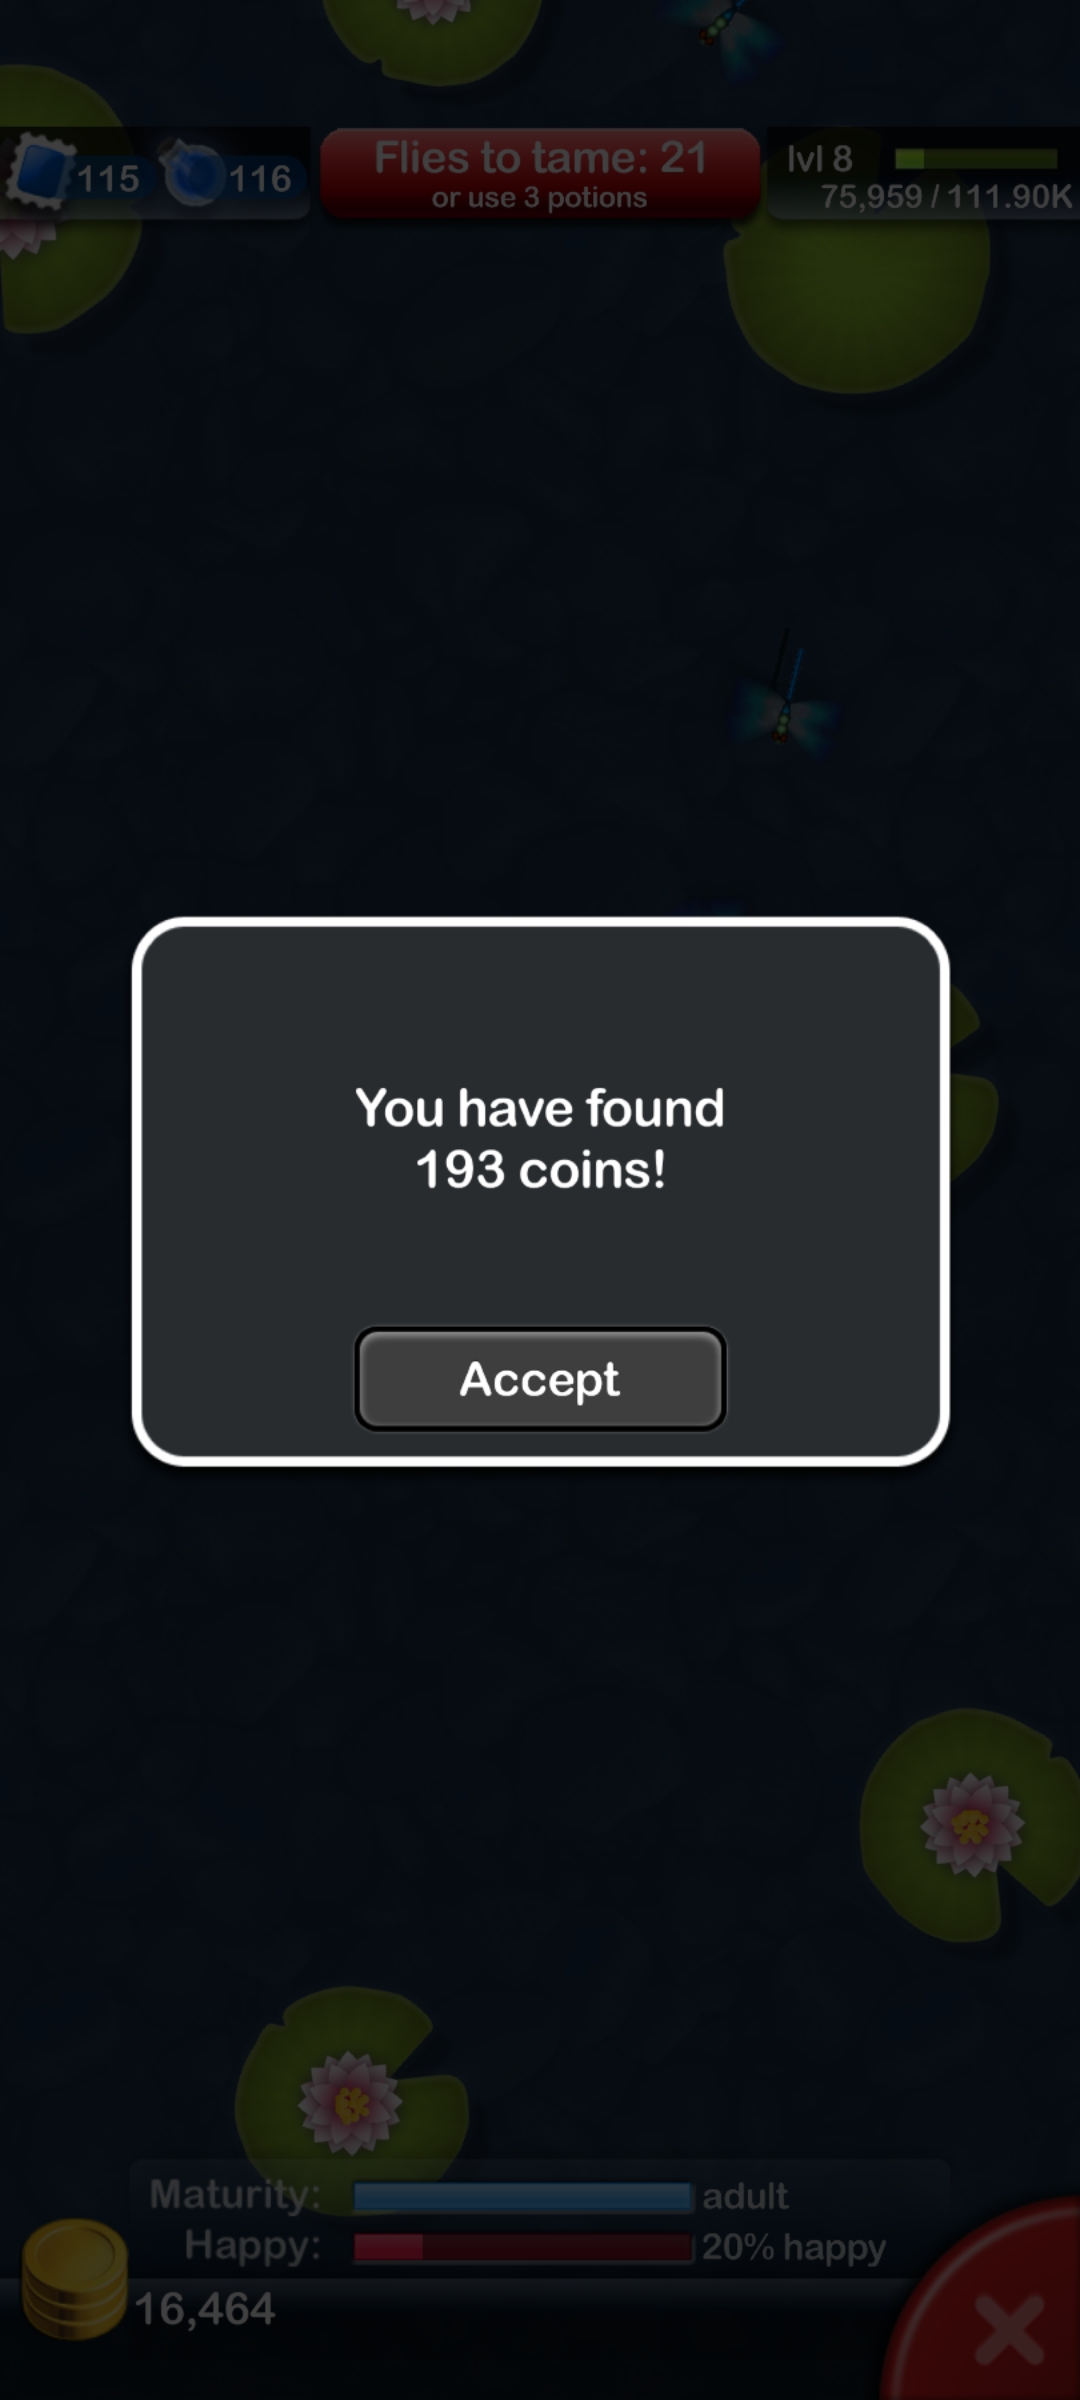 115
116
Flies to tame: 21
or use 3 potions
lvl 8
75,959 / 111.90K
You have found
193 coins!
Accept
Maturity: adult
Happy: 20% happy
16,464